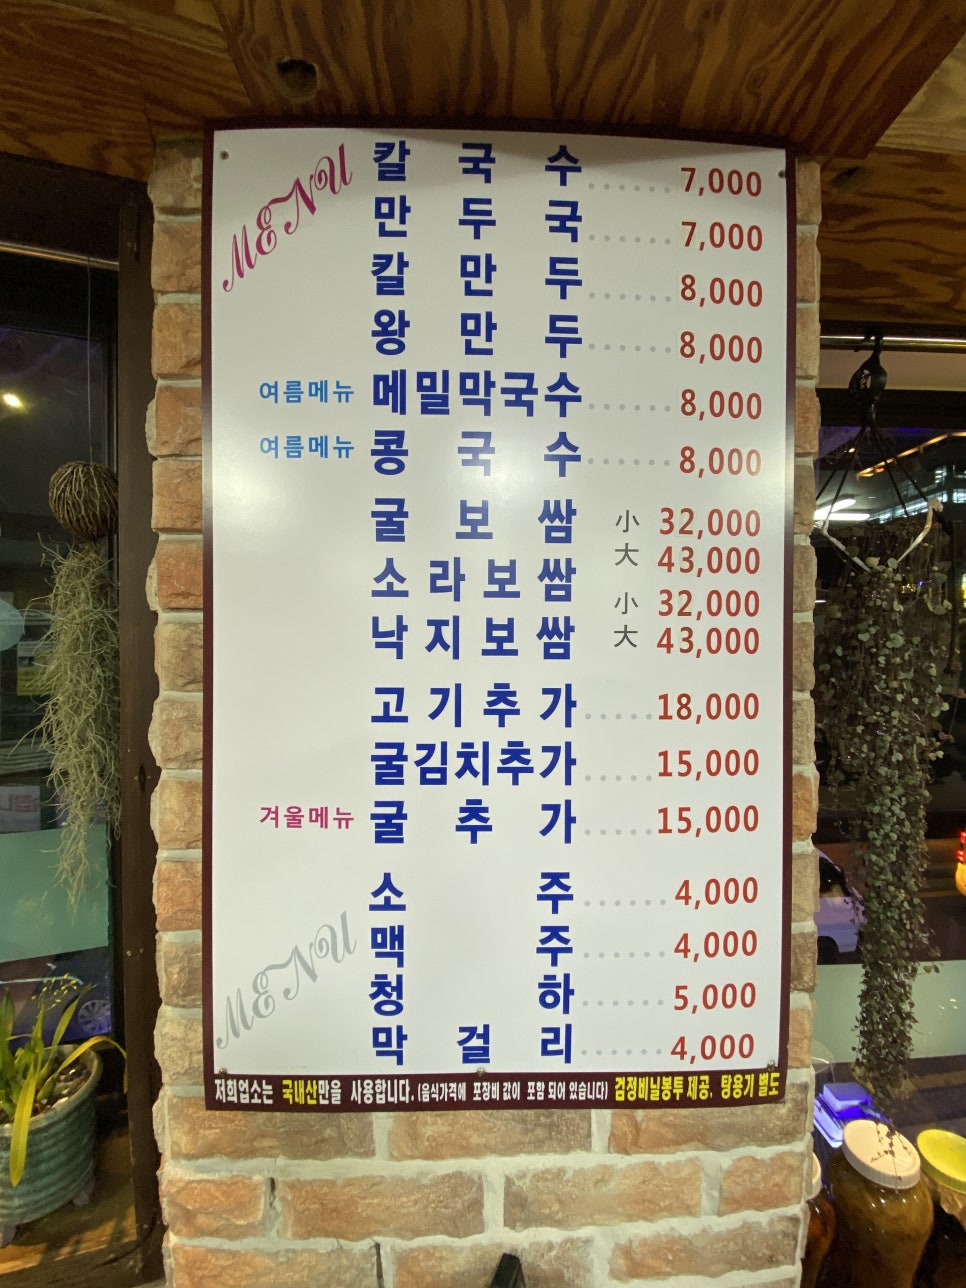 MENU
칼국수 7,000
만두국 7,000
칼만두 8,000
왕만두 8,000
여름메뉴 메밀막국수 8,000
여름메뉴 콩국수 8,000
굴보쌈 小 32,000
大 43,000
소라보쌈
小 32,000
낙지보쌈 大 43,000
고기추가 18,000
굴김치추가 15,000
겨울메뉴 굴추가 15,000
소주 4,000
MENU
맥주 4,000
청하 5,000
막걸리 4,000
저희업소는 국내산만을 사용합니다. (음식가격에 포장비 값이 포함 되어 있습니다) 검정비닐봉투 제공, 탕용기 별도